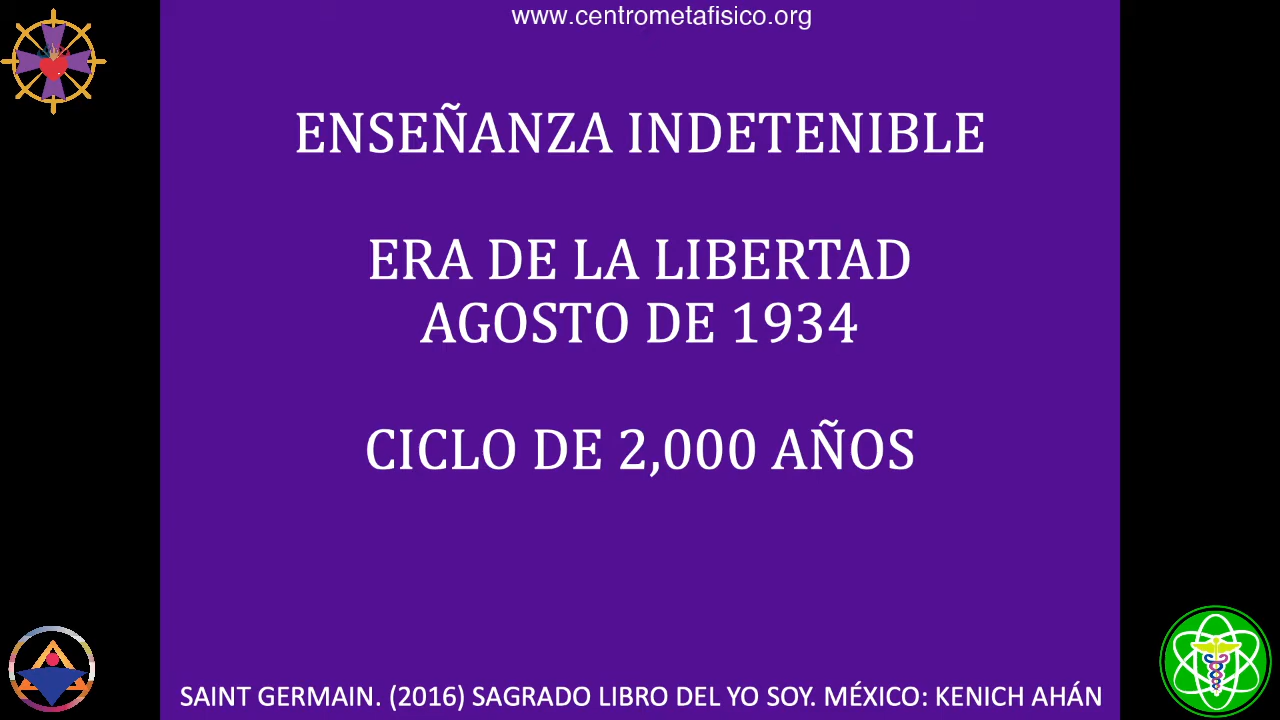 www.centrometafisico.org
ENSEÑANZA INDETENIBLE
ERA DE LA LIBERTAD
AGOSTO DE 1934
CICLO DE 2,000 AÑOS
SAINT GERMAIN. (2016) SAGRADO LIBRO DEL YO SOY. MÉXICO: KENICH AHÁN